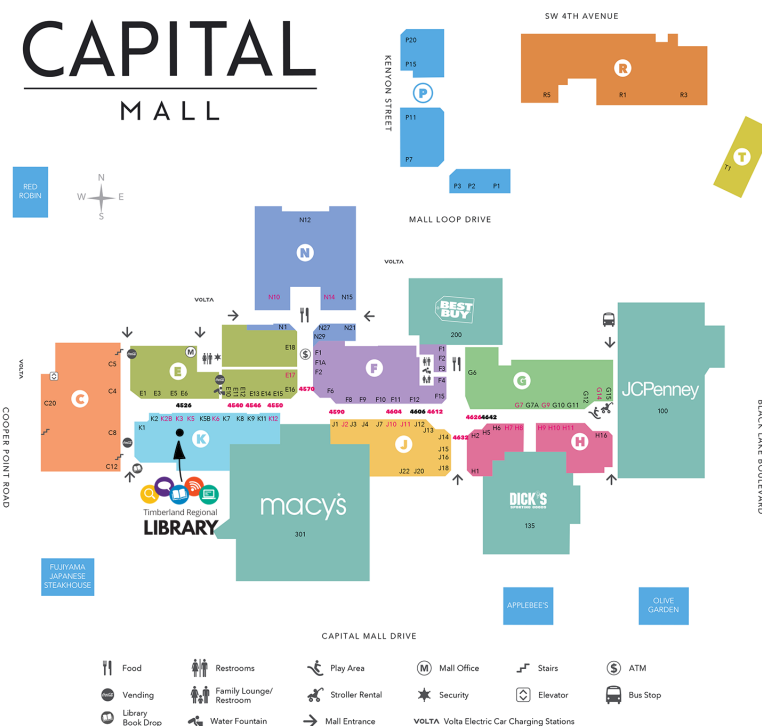 CAPITAL
MALL
SW 4TH AVENUE
KENYON STREET
P20
P15
P
P11
P7
P3 P2 P1
R
R5 R1 R3
T
T1
RED
ROBIN
N
W E
S
MALL LOOP DRIVE
N12
N
N10 N14 N15
VOLTA
VOLTA
N1 N27 N21
N29
BEST
BUY
200
VOLTA
M
E
E18
E17
E16
$
F1
F1A
F2
F
F1
F2
F3
F4
F15
G6
G
C5
C4
C
C20
C8
C12
E1 E3 E5 E6
E10 E11 E12 E13 E14 E15
4570
F6
F8 F9 F10 F11 F12
G7 G7A G9 G10 G11
G12 G14 G15
JCPenney
100
4526 4540 4546 4550
4590 4604 4606 4612
4626 4642
4632
K1
K2 K2B K3 K5 K5B K6 K7 K8 K9 K11 K12
K
J1 J2 J3 J4 J7 J10 J11 J12
J13
J14
J15
J16
J18
J22 J20
J
H2 H5 H6 H7 H8
H9 H10 H11
H16
H1
H
COOPER POINT ROAD
BLACK LAKE BOULEVARD
Timberland Regional
LIBRARY
macy's
301
DICK'S
SPORTING GOODS
135
FUJIYAMA
JAPANESE
STEAKHOUSE
APPLEBEE'S
OLIVE
GARDEN
CAPITAL MALL DRIVE
Food
Restrooms
Play Area
M Mall Office
Stairs
$ ATM
Vending
Family Lounge/
Restroom
Stroller Rental
Security
Elevator
Bus Stop
Library
Book Drop
Water Fountain
Mall Entrance
VOLTA Volta Electric Car Charging Stations